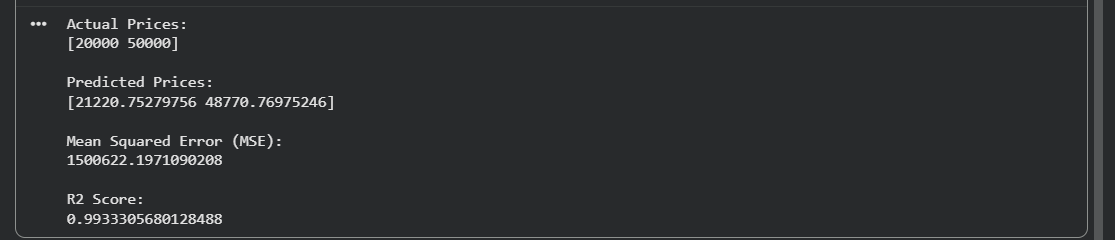 Actual Prices:
[20000 50000]
Predicted Prices:
[21220.75279756 48770.76975246]
Mean Squared Error (MSE):
1500622.1971090208
R2 Score:
0.9933305680128488